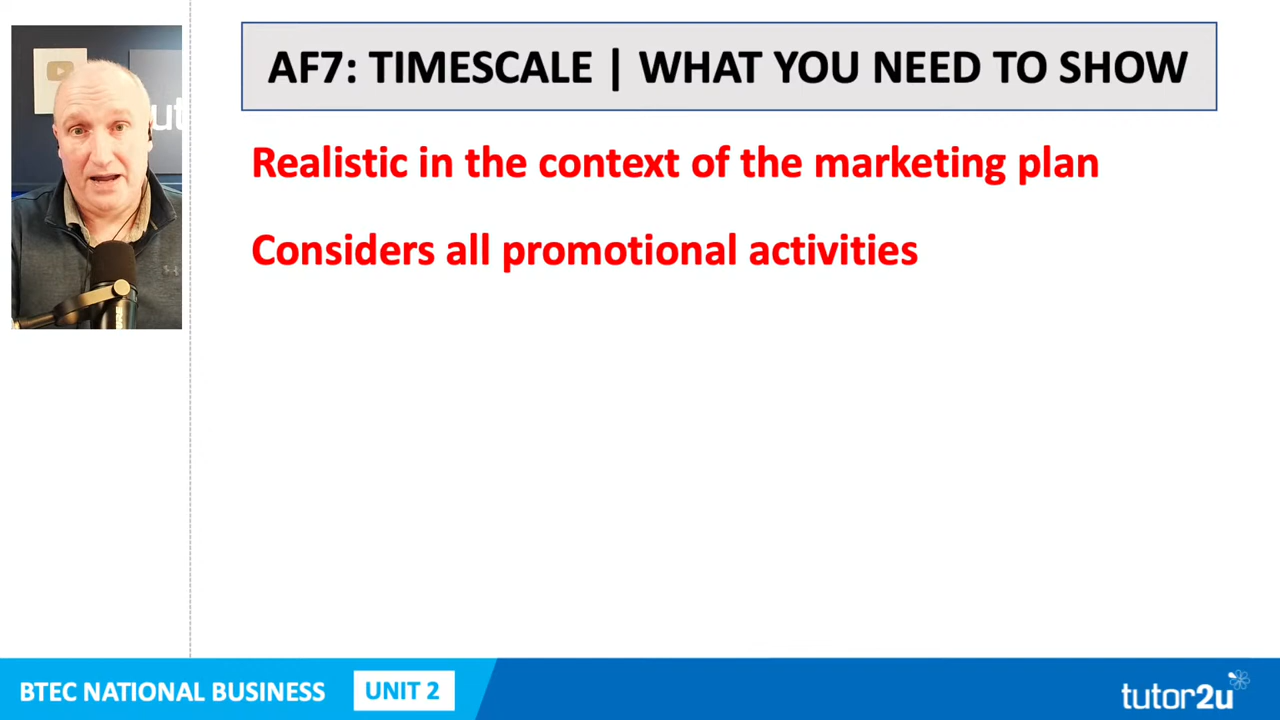 AF7: TIMESCALE | WHAT YOU NEED TO SHOW
Realistic in the context of the marketing plan
Considers all promotional activities
ut
BTEC NATIONAL BUSINESS
UNIT 2
tutor2u